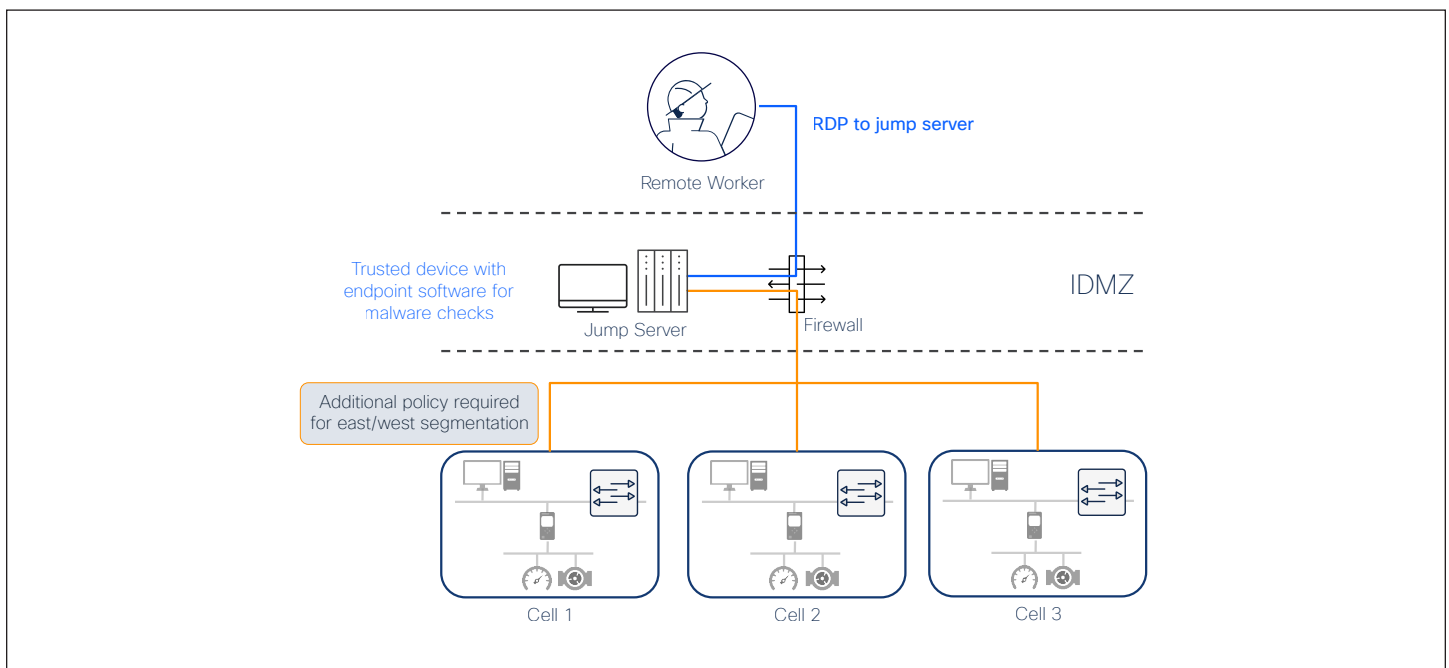 RDP to jump server
Remote Worker
Trusted device with
endpoint software for
malware checks
Jump Server
Firewall
IDMZ
Additional policy required
for east/west segmentation
Cell 1
Cell 2
Cell 3